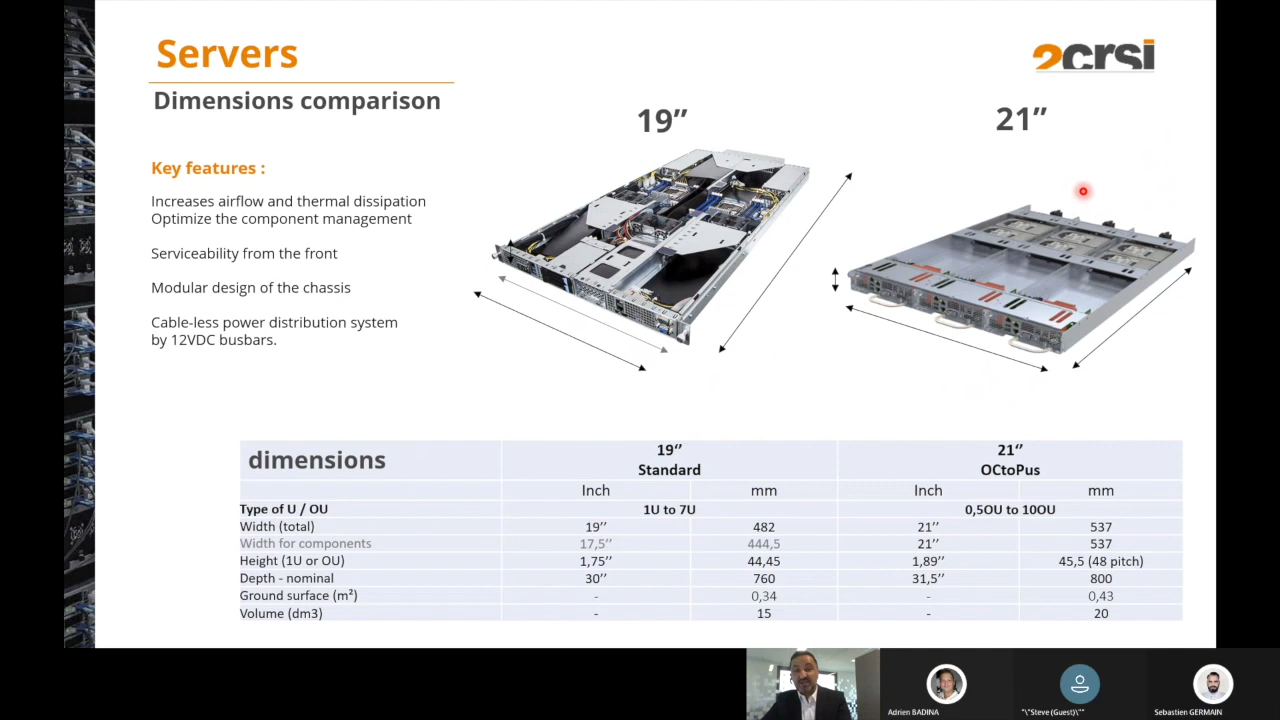 Servers
2crsi
Dimensions comparison
19’’
21’’
Key features :
Increases airflow and thermal dissipation
Optimize the component management
Serviceability from the front
Modular design of the chassis
Cable-less power distribution system
by 12VDC busbars.
dimensions
19’’
Standard
21’’
OCtoPus
Inch mm Inch mm
Type of U / OU 1U to 7U 0,5OU to 10OU
Width (total) 19’’ 482 21’’ 537
Width for components 17,5’’ 444,5 21’’ 537
Height (1U or OU) 1,75’’ 44,45 1,89’’ 45,5 (48 pitch)
Depth - nominal 30’’ 760 31,5’’ 800
Ground surface (m²) - 0,34 - 0,43
Volume (dm3) - 15 - 20
Adrien BADINA
"\"Steve (Guest)\""
Sebastien GERMAIN